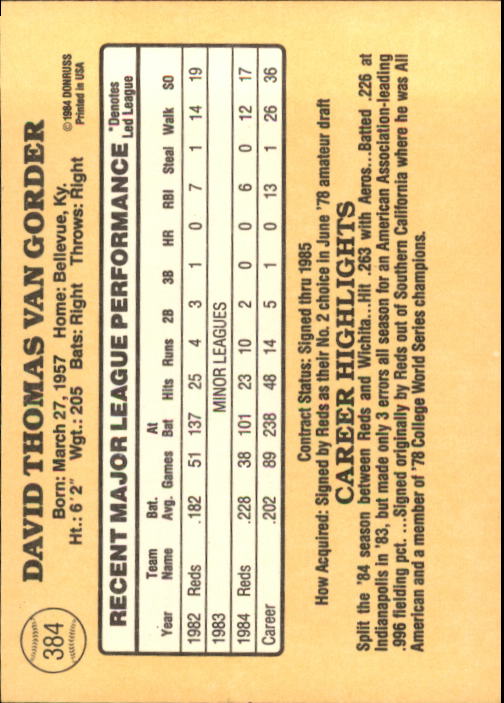 384
DAVID THOMAS VAN GORDER
Born: March 27, 1957 Home: Bellevue, Ky.
Ht.: 6'2" Wgt.: 205 Bats: Right Throws: Right
© 1984 DONRUSS
Printed in USA
RECENT MAJOR LEAGUE PERFORMANCE
*Denotes
Led League
Year Team Name Bat. Avg. Games At Bat Hits Runs 2B 3B HR RBI Steal Walk SO
1982 Reds .182 51 137 25 4 3 1 0 7 1 14 19
1983 MINOR LEAGUES
1984 Reds .228 38 101 23 10 2 0 0 6 0 12 17
Career .202 89 238 48 14 5 1 0 13 1 26 36
Contract Status: Signed thru 1985
How Acquired: Signed by Reds as their No. 2 choice in June '78 amateur draft
CAREER HIGHLIGHTS
Split the '84 season between Reds and Wichita...Hit .263 with Aeros...Batted .226 at
Indianapolis in '83, but made only 3 errors all season for an American Association-leading
.996 fielding pct. ...Signed originally by Reds out of Southern California where he was All
American and a member of '78 College World Series champions.